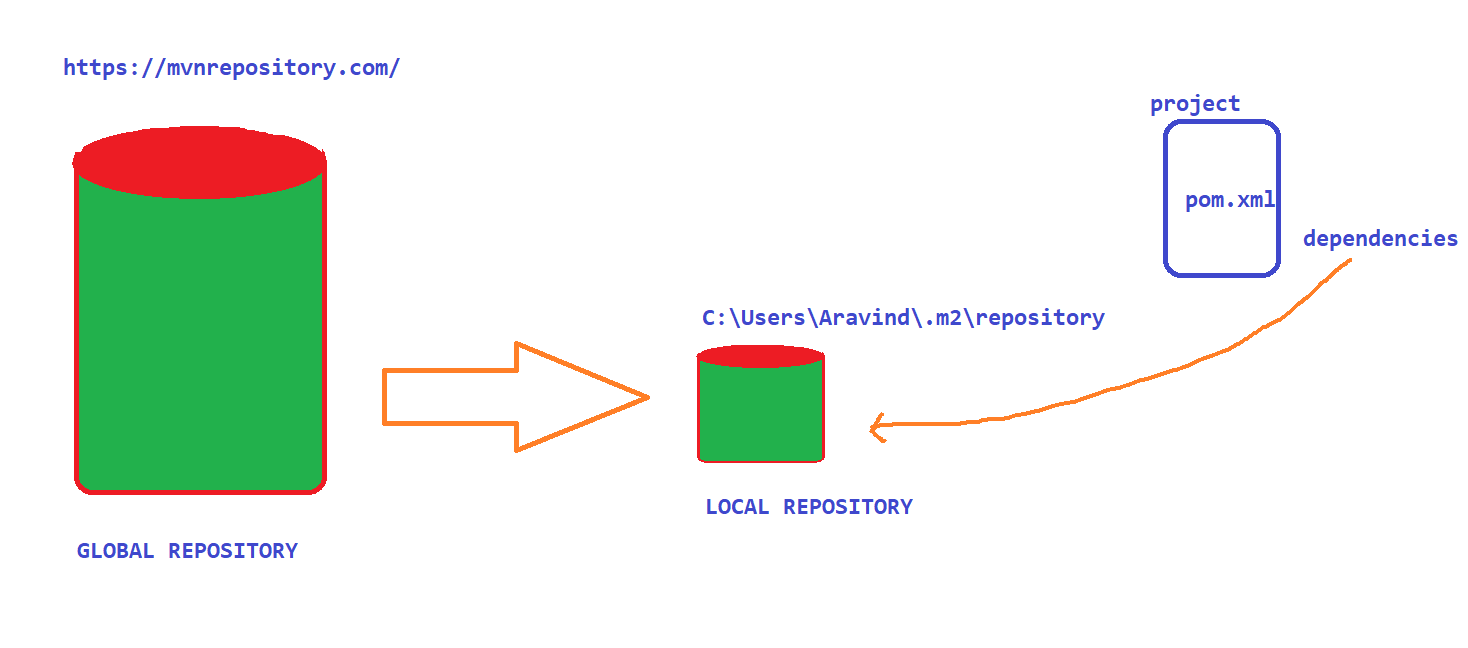 https://mvnrepository.com/
project
pom.xml
dependencies
C:\Users\Aravind\.m2\repository
LOCAL REPOSITORY
GLOBAL REPOSITORY